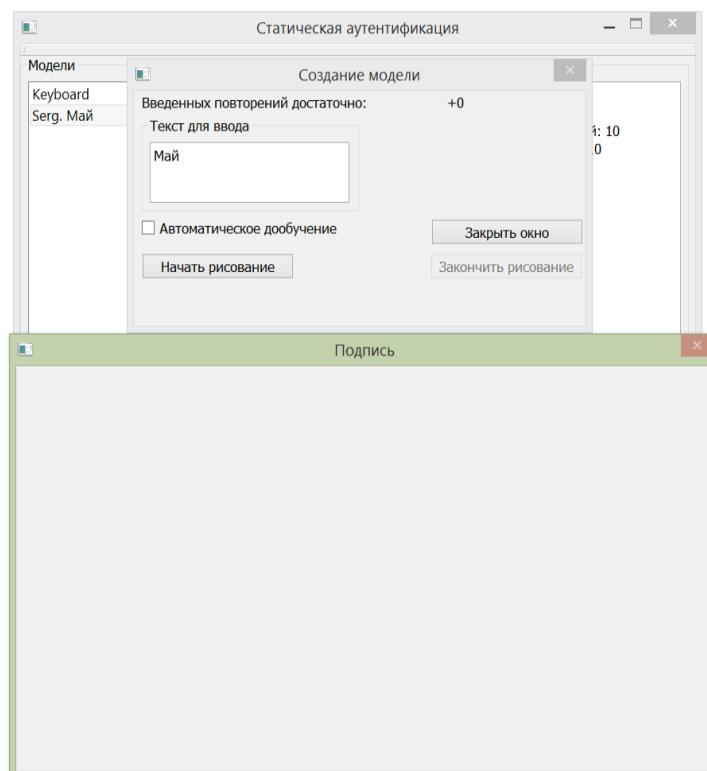 Статическая аутентификация
Модели
Keyboard
Serg. Май
Создание модели
Введенных повторений достаточно: +0
Текст для ввода
Май
Автоматическое дообучение
Закрыть окно
Начать рисование
Закончить рисование
й: 10
10
Подпись